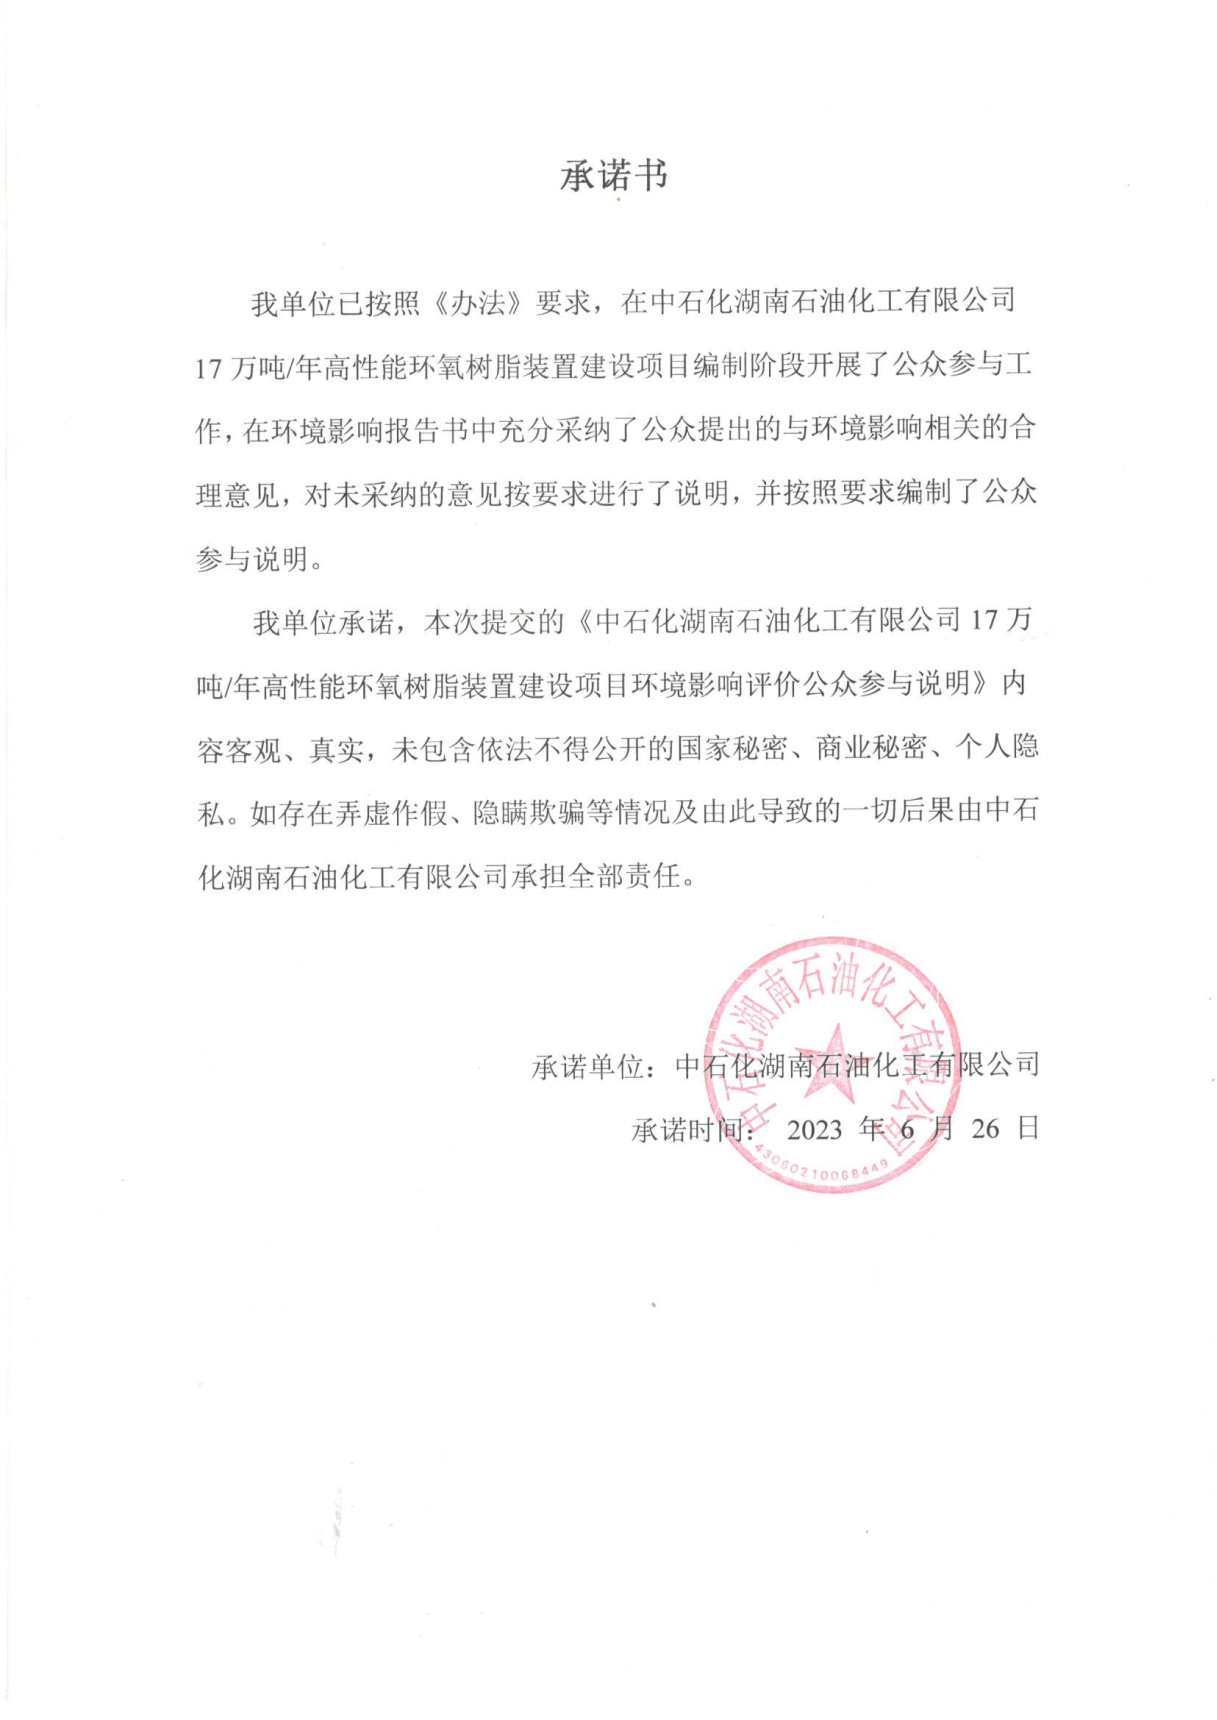 承诺书
我单位已按照《办法》要求，在中石化湖南石油化工有限公司
17 万吨/年高性能环氧树脂装置建设项目编制阶段开展了公众参与工
作，在环境影响报告书中充分采纳了公众提出的与环境影响相关的合
理意见，对未采纳的意见按要求进行了说明，并按照要求编制了公众
参与说明。
我单位承诺，本次提交的《中石化湖南石油化工有限公司 17 万
吨/年高性能环氧树脂装置建设项目环境影响评价公众参与说明》内
容客观、真实，未包含依法不得公开的国家秘密、商业秘密、个人隐
私。如存在弄虚作假、隐瞒欺骗等情况及由此导致的一切后果由中石
化湖南石油化工有限公司承担全部责任。
承诺单位：中石化湖南石油化工有限公司
承诺时间： 2023 年 6 月 26 日
中石化湖南石油化工有限公司
43060210068449